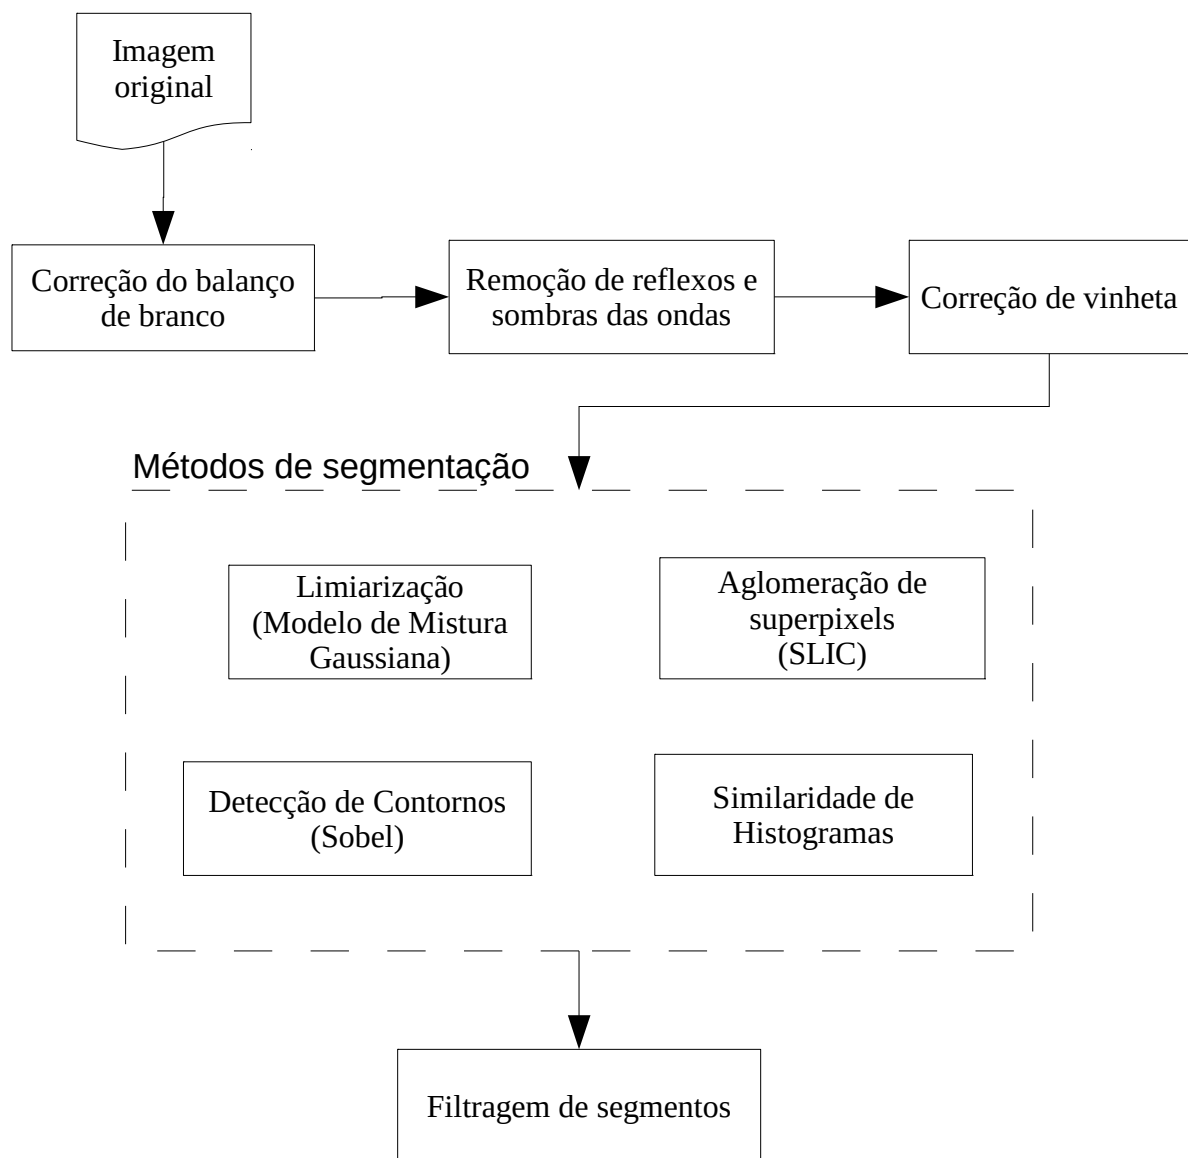 Imagem
original
Correção do balanço
de branco
Remoção de reflexos e
sombras das ondas
Correção de vinheta
Métodos de segmentação
Limiarização
(Modelo de Mistura
Gaussiana)
Aglomeração de
superpixels
(SLIC)
Detecção de Contornos
(Sobel)
Similaridade de
Histogramas
Filtragem de segmentos